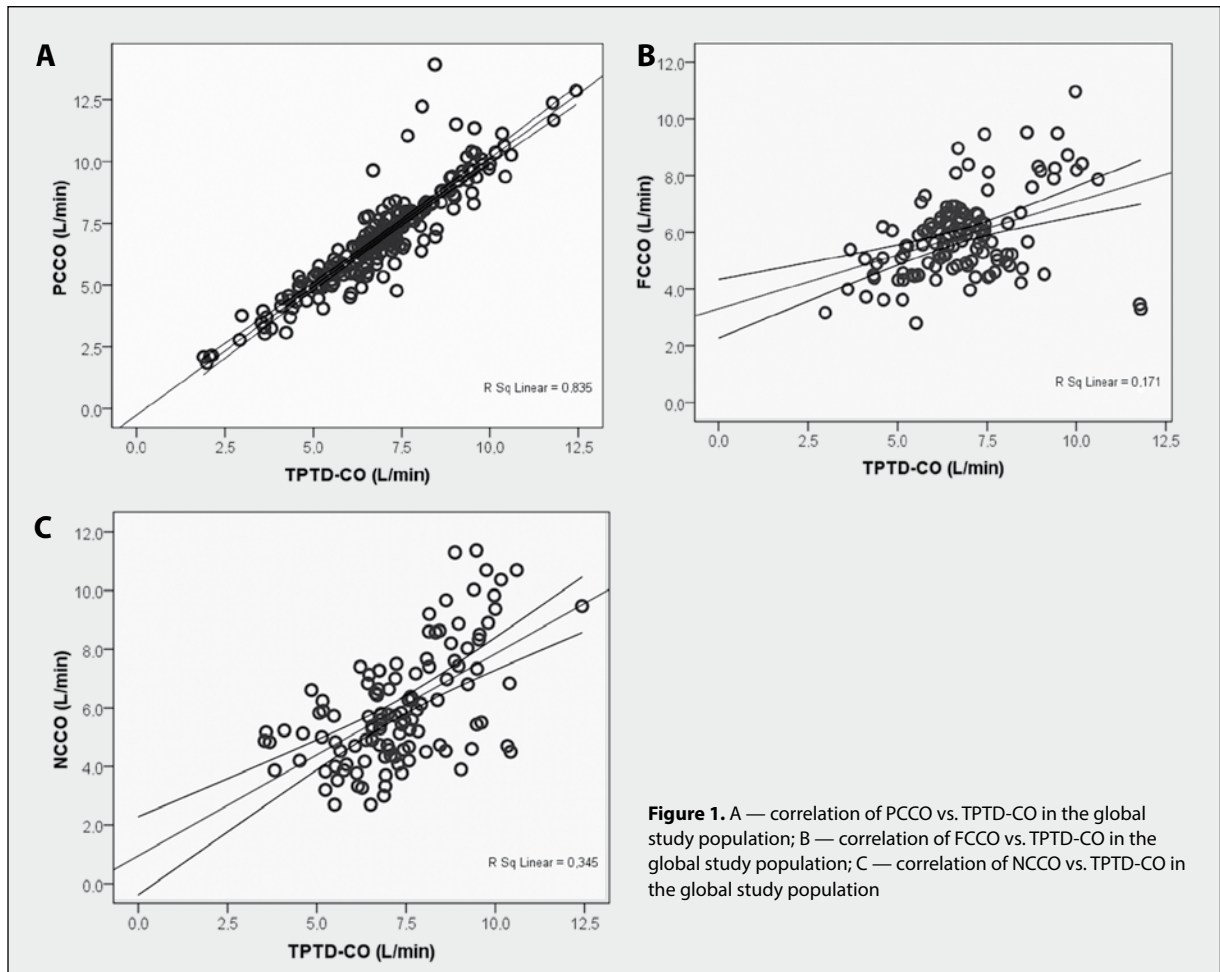 A
PCCO (L/min)
12.5
10.0
7.5
5.0
2.5
0.0
R Sq Linear = 0,835
0.0 2.5 5.0 7.5 10.0 12.5
TPTD-CO (L/min)
B
FCCO (L/min)
12.0
10.0
8.0
6.0
4.0
2.0
0.0
R Sq Linear = 0,171
0.0 2.5 5.0 7.5 10.0 12.5
TPTD-CO (L/min)
C
NCCO (L/min)
12.0
10.0
8.0
6.0
4.0
2.0
0.0
R Sq Linear = 0,345
0.0 2.5 5.0 7.5 10.0 12.5
TPTD-CO (L/min)
Figure 1. A — correlation of PCCO vs. TPTD-CO in the global
study population; B — correlation of FCCO vs. TPTD-CO in the
global study population; C — correlation of NCCO vs. TPTD-CO in
the global study population